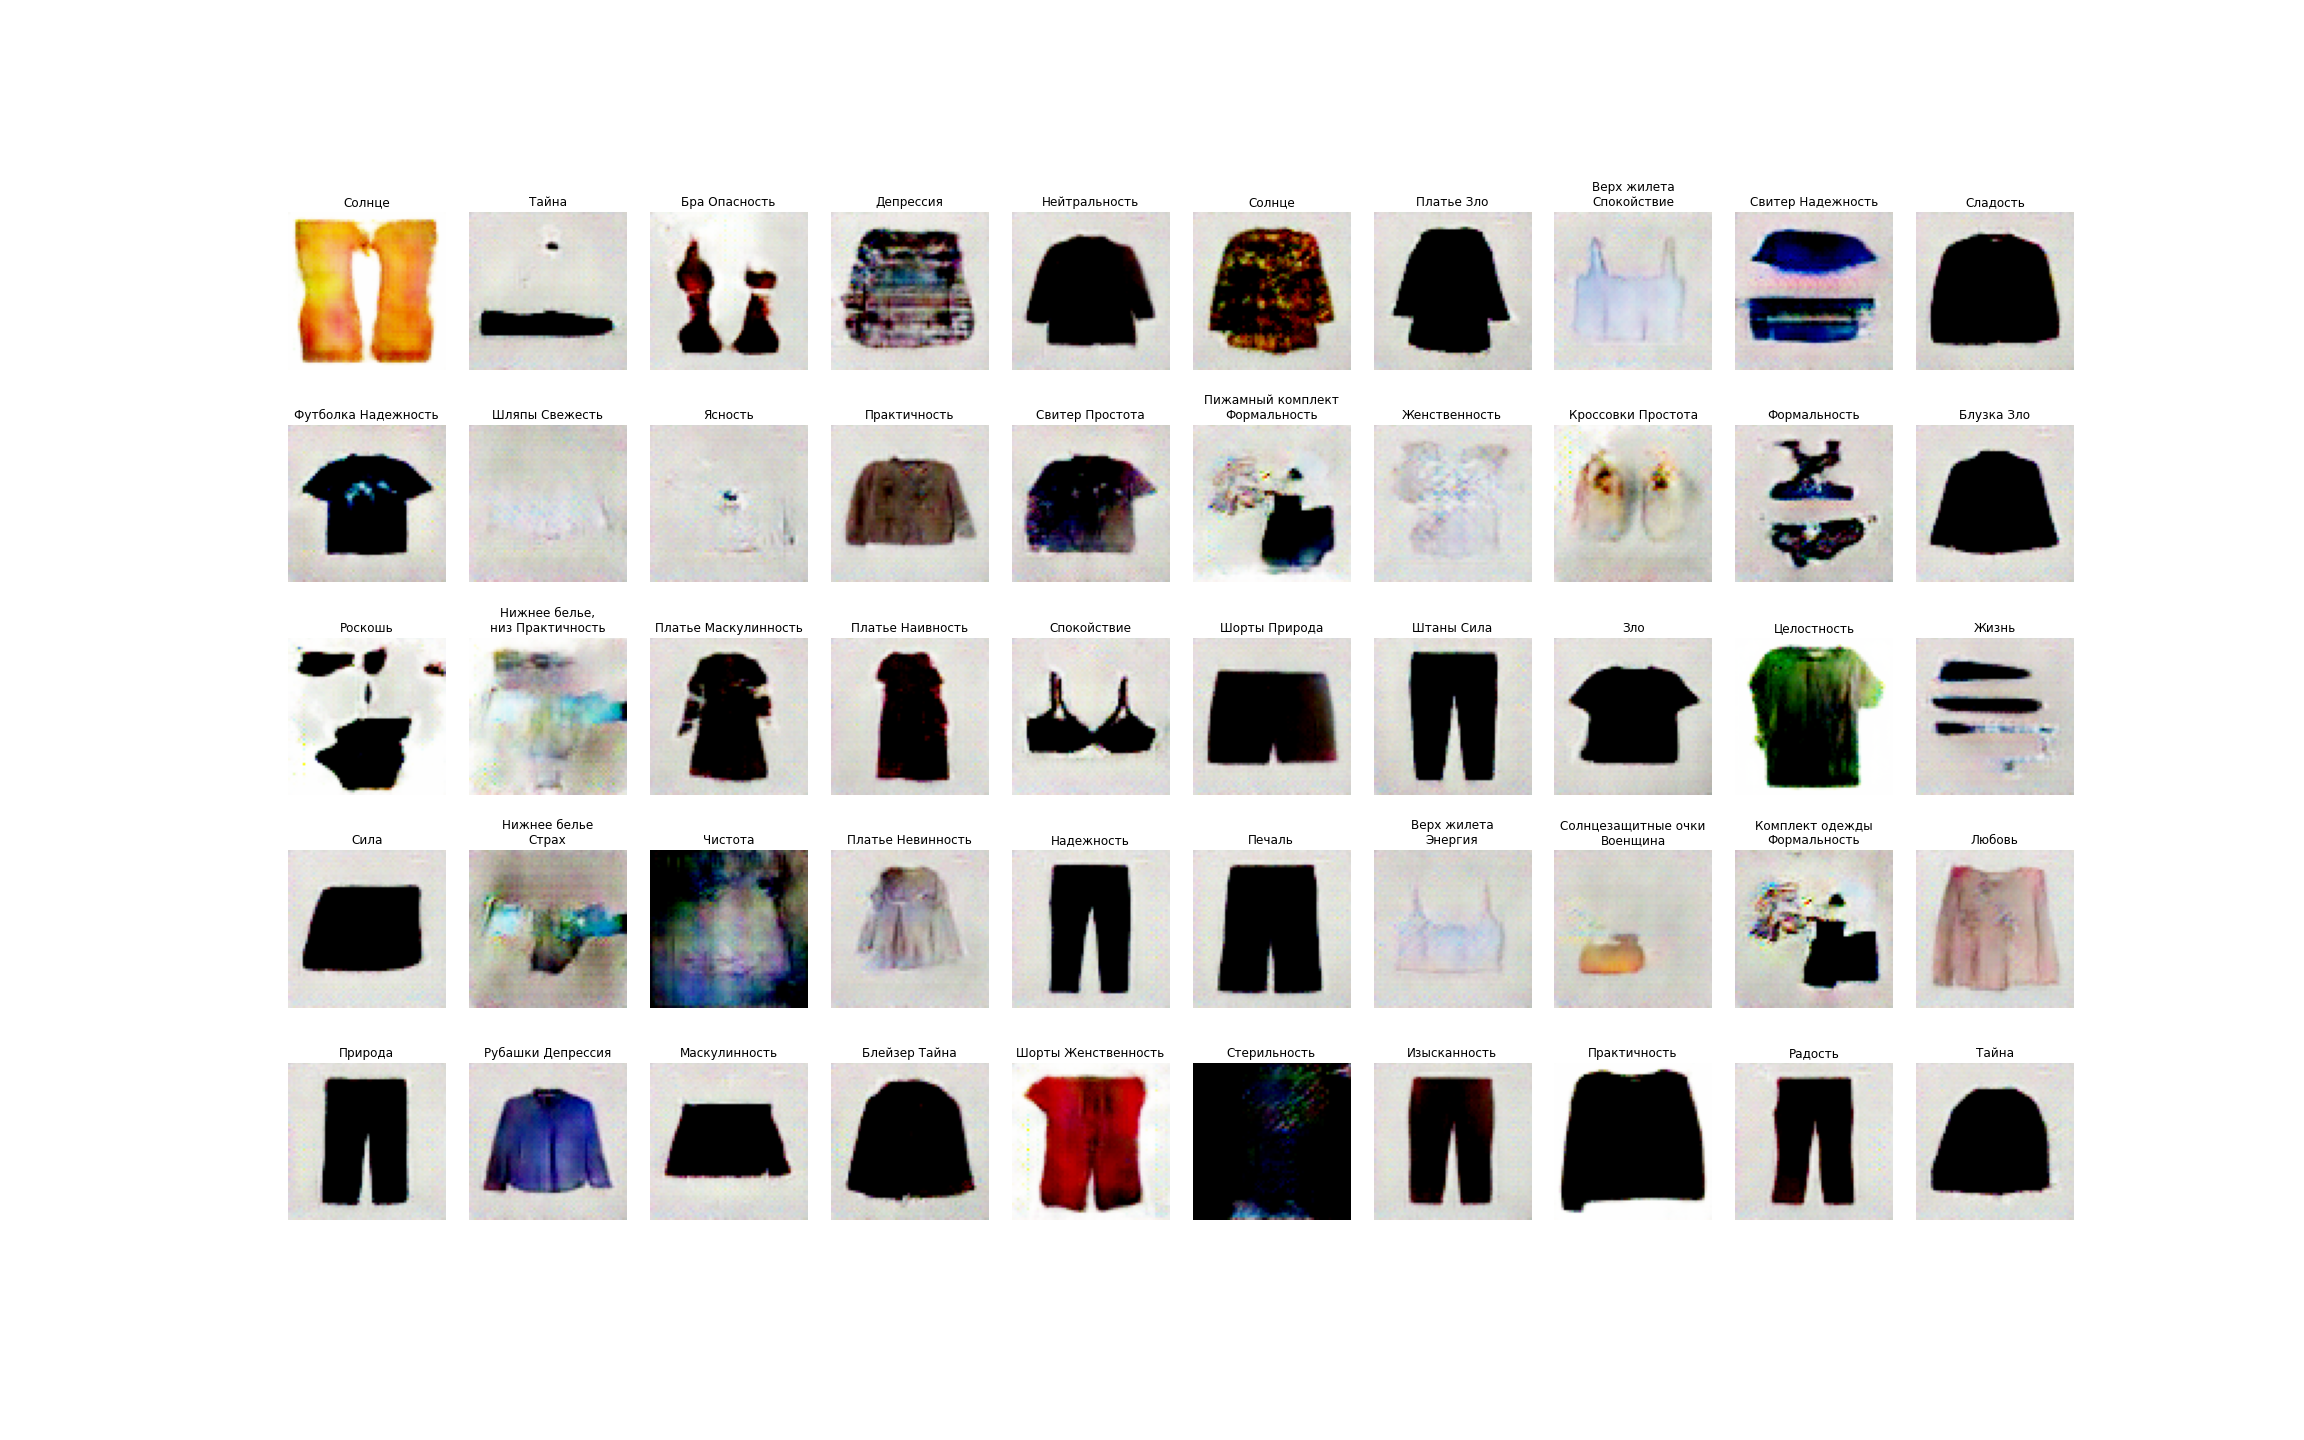 Солнце
Тайна
Бра Опасность
Депрессия
Нейтральность
Солнце
Платье Зло
Верх жилета
Спокойствие
Свитер Надежность
Сладость
Футболка Надежность
Шляпы Свежесть
Ясность
Практичность
Свитер Простота
Пижамный комплект
Формальность
Женственность
Кроссовки Простота
Формальность
Блузка Зло
Роскошь
Нижнее белье,
низ Практичность
Платье Маскулинность
Платье Наивность
Спокойствие
Шорты Природа
Штаны Сила
Зло
Целостность
Жизнь
Сила
Нижнее белье
Страх
Чистота
Платье Невинность
Надежность
Печаль
Верх жилета
Энергия
Солнцезащитные очки
Военщина
Комплект одежды
Формальность
Любовь
Природа
Рубашки Депрессия
Маскулинность
Блейзер Тайна
Шорты Женственность
Стерильность
Изысканность
Практичность
Радость
Тайна